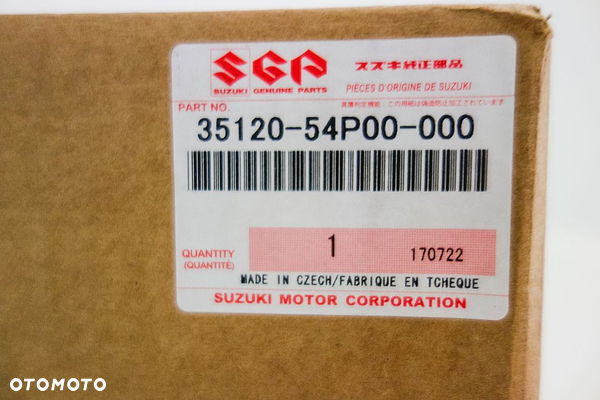 SGP
SUZUKI GENUINE PARTS
スズキ純正部品
PIÈCES D'ORIGINE DE SUZUKI
PART NO.
35120-54P00-000
QUANTITY
(QUANTITÉ)
1
170722
MADE IN CZECH/FABRIQUE EN TCHEQUE
SUZUKI MOTOR CORPORATION
OTOMOTO